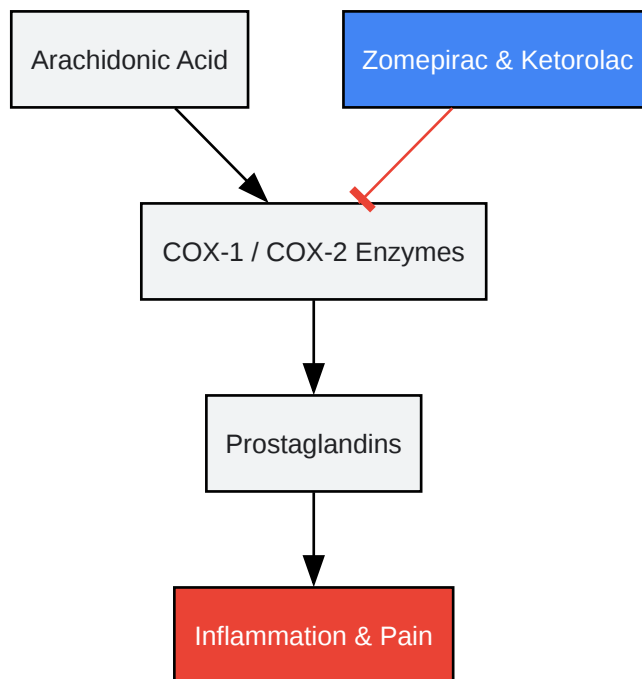 Arachidonic Acid
Zomepirac & Ketorolac
COX-1 / COX-2 Enzymes
Prostaglandins
Inflammation & Pain